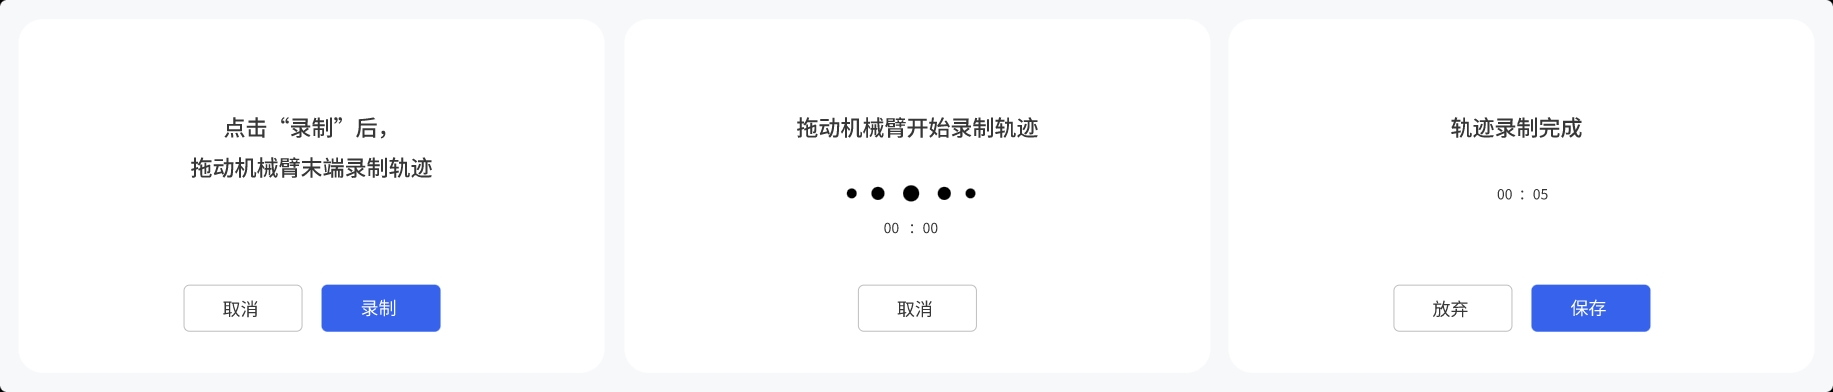 点击“录制”后，
拖动机械臂末端录制轨迹
取消
录制
拖动机械臂开始录制轨迹
00 : 00
取消
轨迹录制完成
00 : 05
放弃
保存